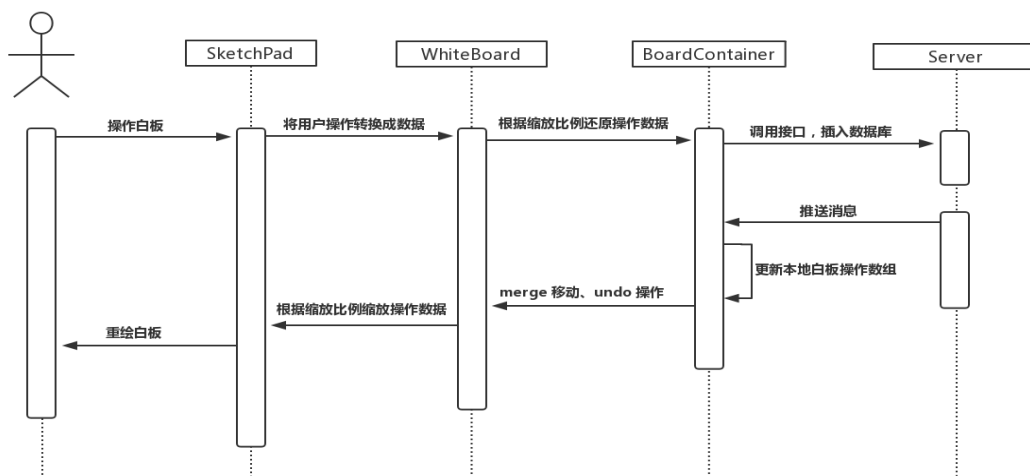 SketchPad
WhiteBoard
BoardContainer
Server
操作白板
将用户操作转换成数据
根据缩放比例还原操作数据
调用接口，插入数据库
推送消息
更新本地白板操作数组
merge 移动、undo 操作
根据缩放比例缩放操作数据
重绘白板